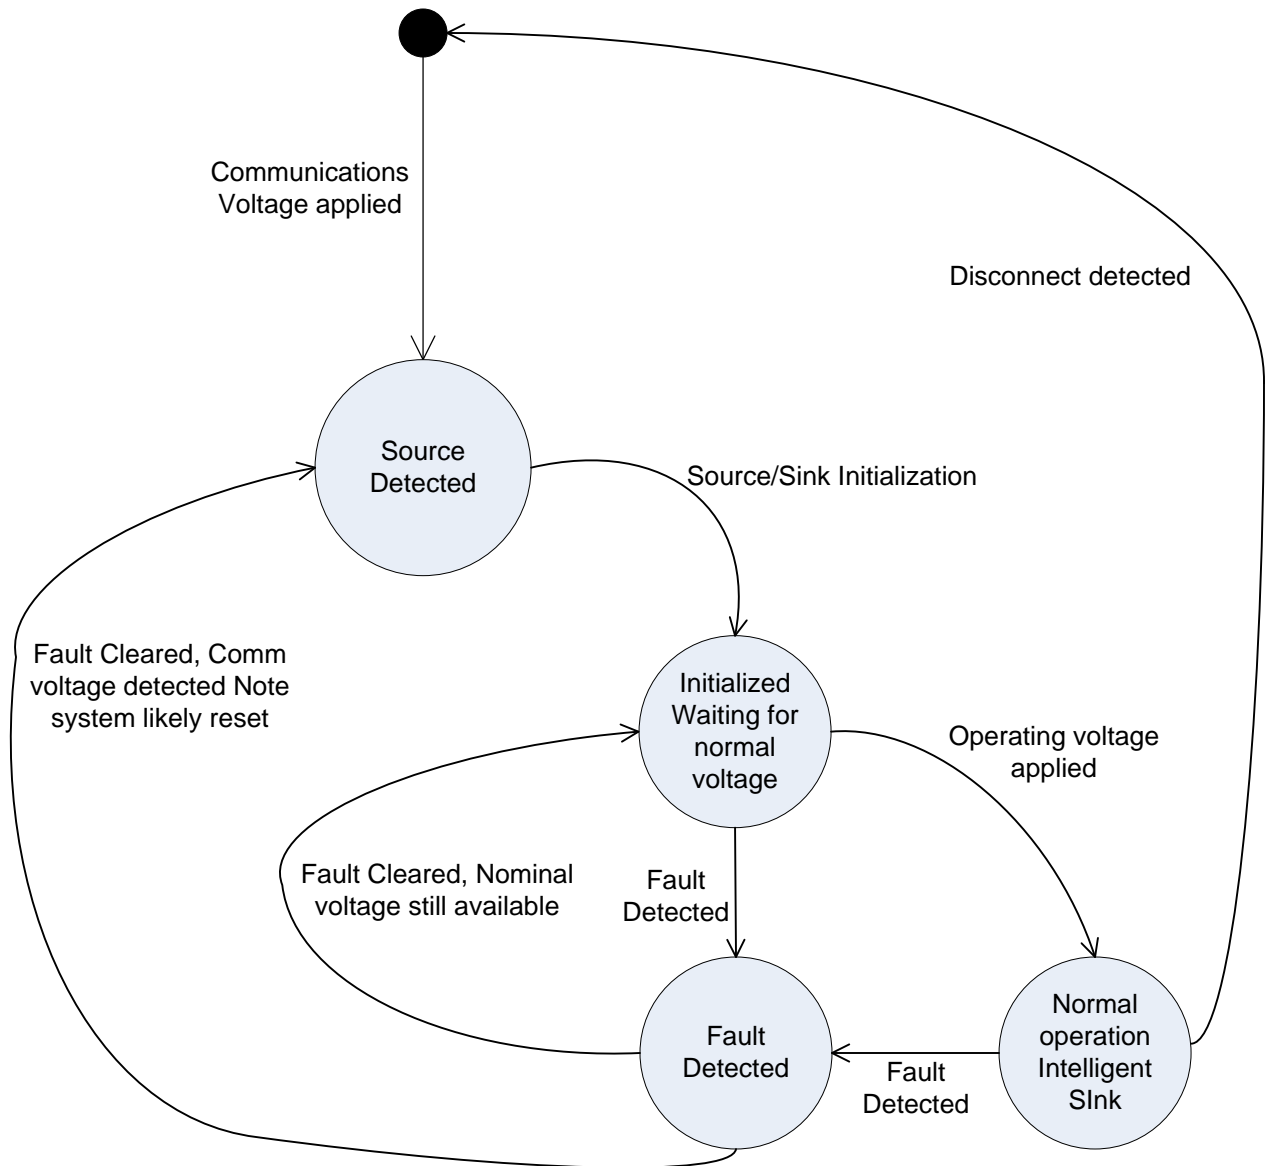 Communications
Voltage applied
Disconnect detected
Source
Detected
Source/Sink Initialization
Fault Cleared, Comm
voltage detected Note
system likely reset
Initialized
Waiting for
normal
voltage
Operating voltage
applied
Fault Cleared, Nominal
voltage still available
Fault
Detected
Fault
Detected
Fault
Detected
Normal
operation
Intelligent
SInk